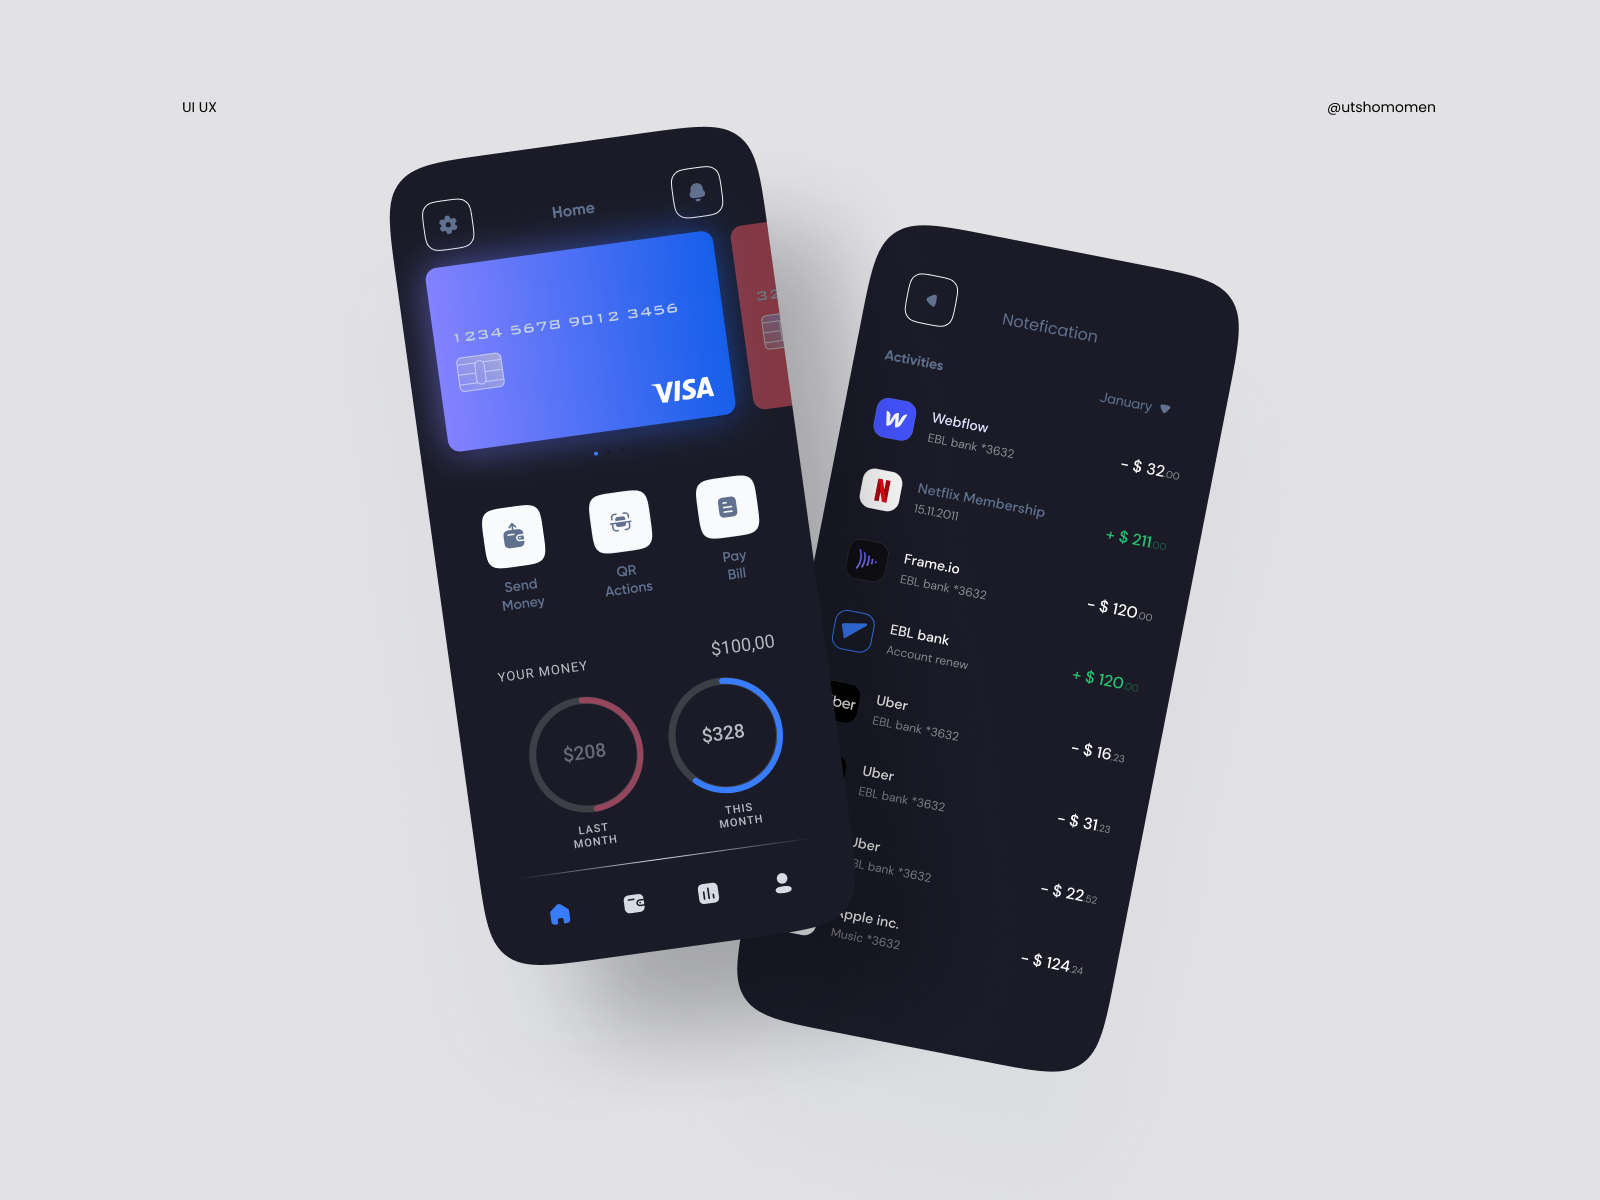 UI UX
@utshomomen
Home
1234 5678 9012 3456
VISA
32
Send
Money
QR
Actions
Pay
Bill
YOUR MONEY
$100,00
$208
$328
LAST
MONTH
THIS
MONTH
Notefication
Activities
January
W
Webflow
EBL bank *3632
- $ 32.00
N
Netflix Membership
15.11.2011
+ $ 211.00
Frame.io
EBL bank *3632
- $ 120.00
EBL bank
Account renew
+ $ 120.00
ber
Uber
EBL bank *3632
- $ 16.23
Uber
EBL bank *3632
- $ 31.23
Uber
BL bank *3632
- $ 22.52
pple inc.
Music *3632
- $ 124.24